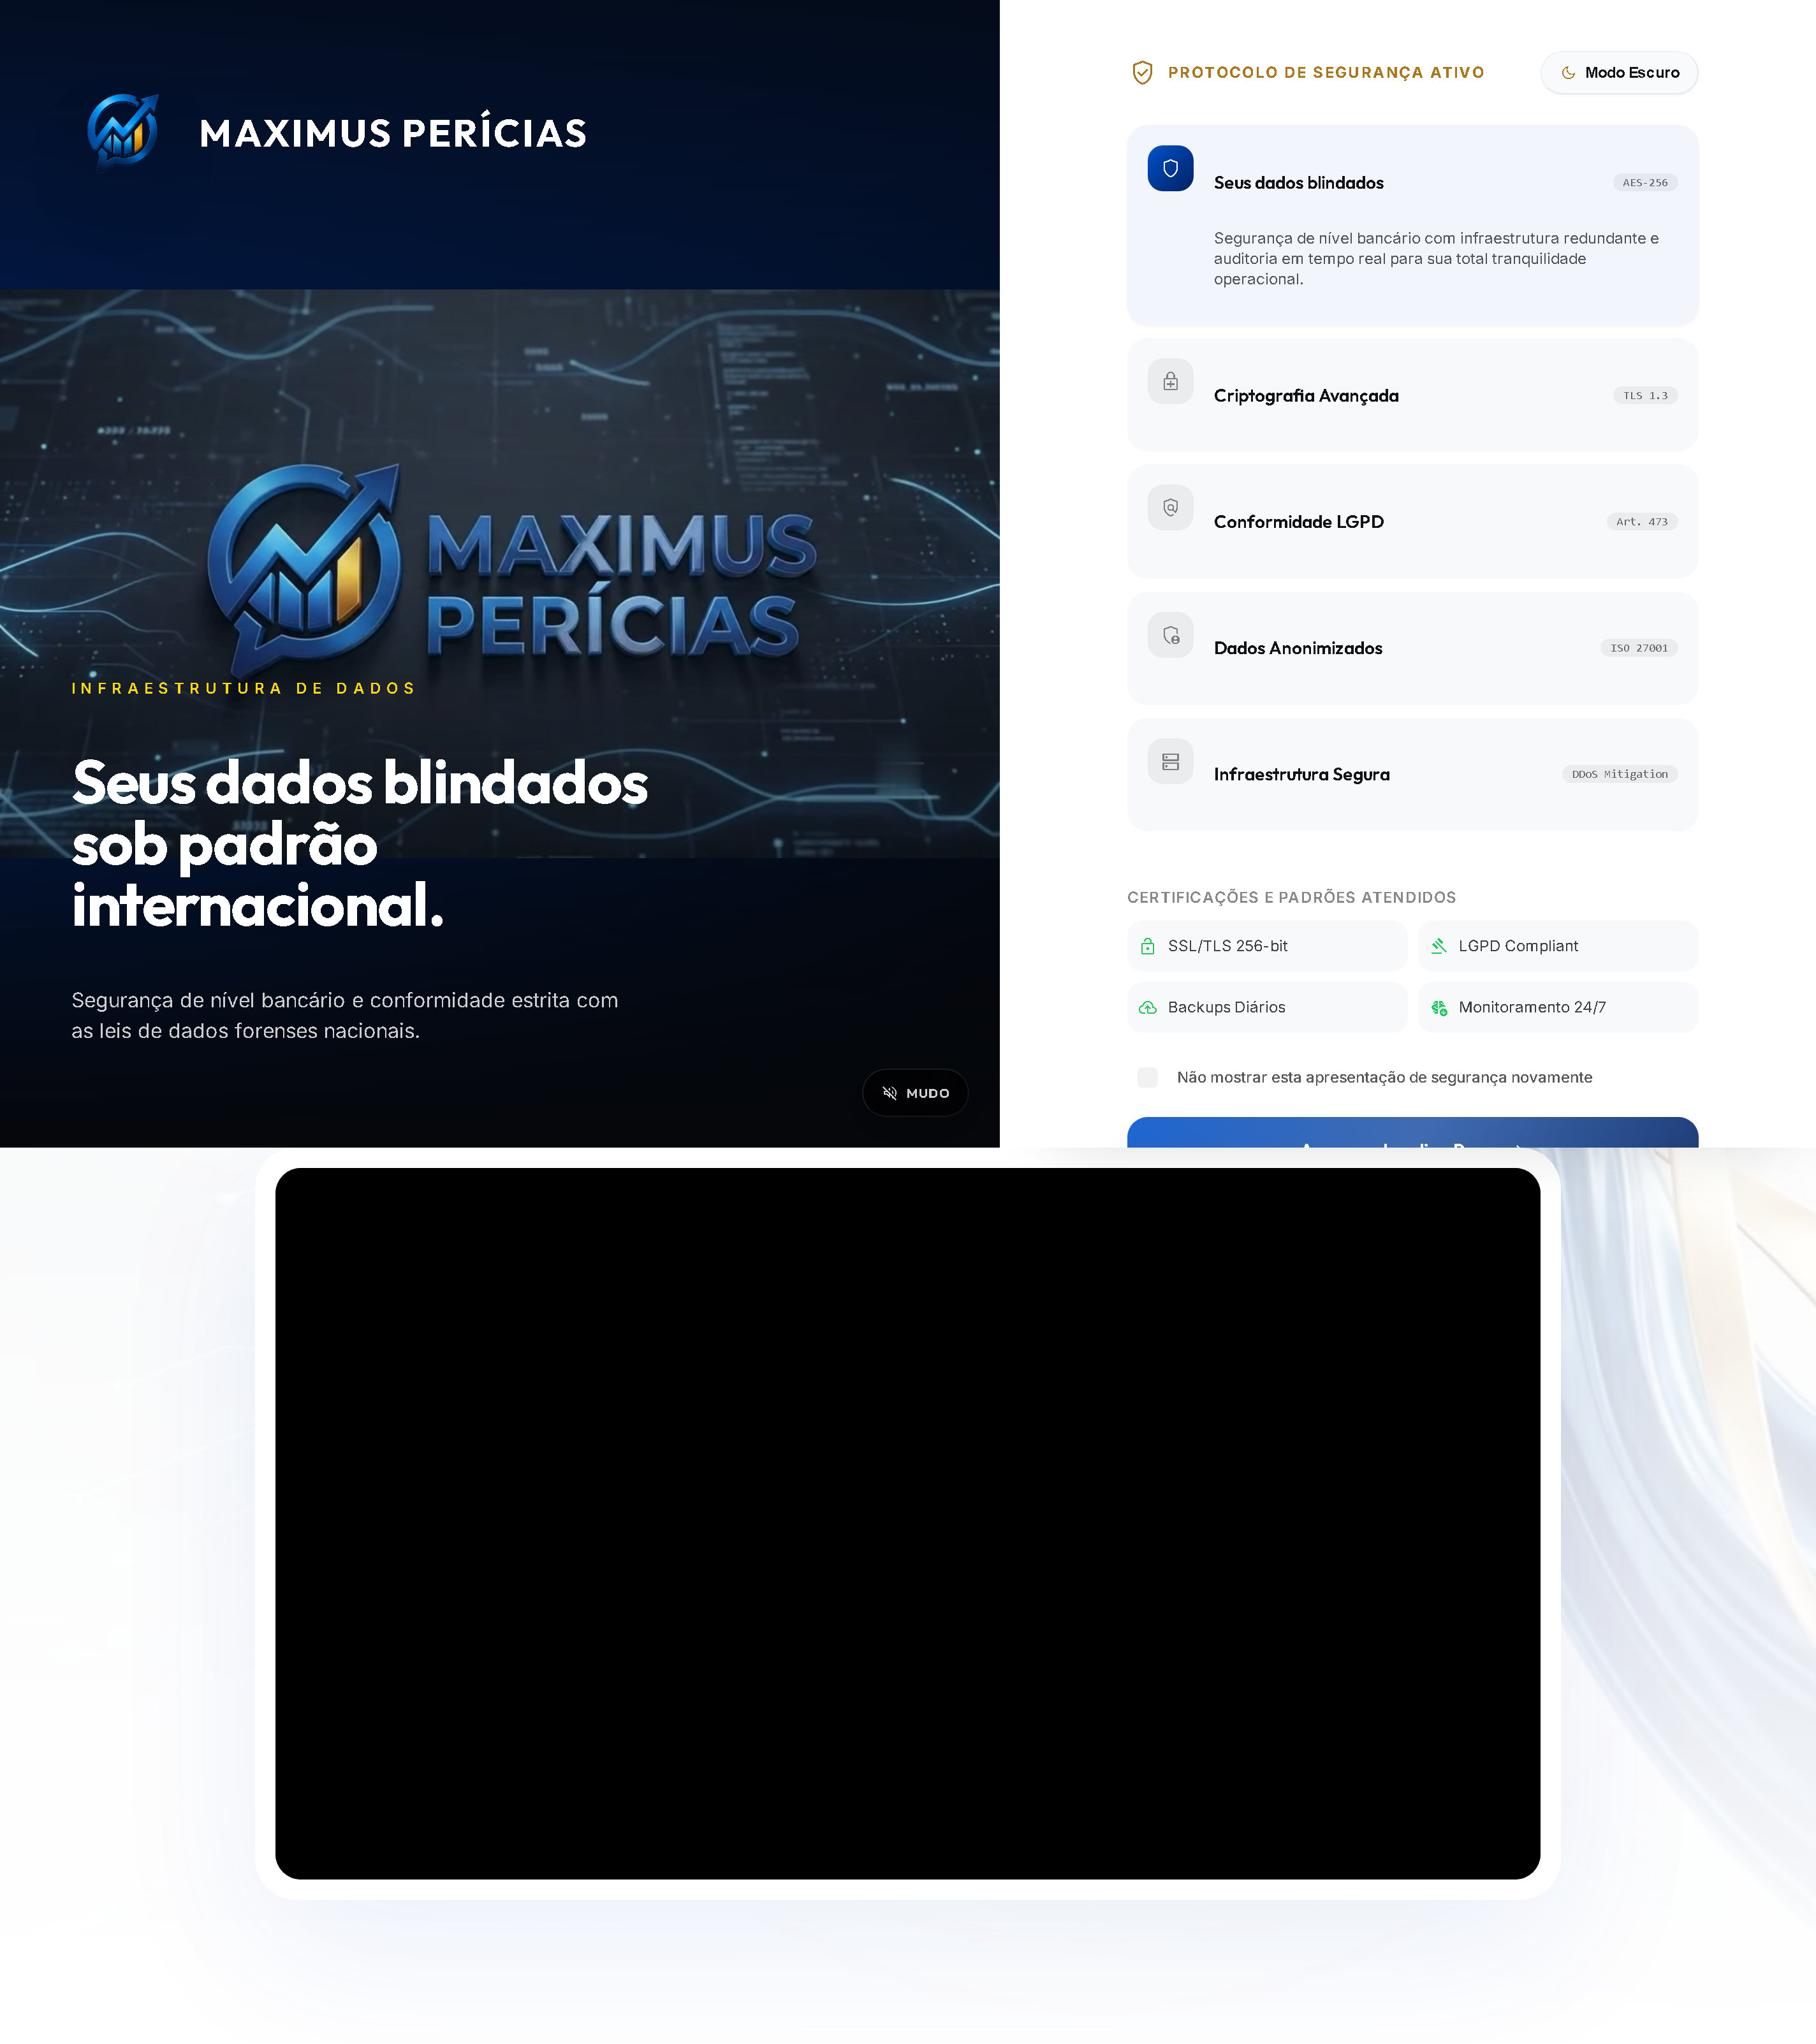 MAXIMUS PERÍCIAS
MAXIMUS
PERÍCIAS
INFRAESTRUTURA DE DADOS
Seus dados blindados
sob padrão
internacional.
Segurança de nível bancário e conformidade estrita com
as leis de dados forenses nacionais.
MUDO
PROTOCOLO DE SEGURANÇA ATIVO
Modo Escuro
Seus dados blindados
AES-256
Segurança de nível bancário com infraestrutura redundante e
auditoria em tempo real para sua total tranquilidade
operacional.
Criptografia Avançada
TLS 1.3
Conformidade LGPD
Art. 473
Dados Anonimizados
ISO 27001
Infraestrutura Segura
DDoS Mitigation
CERTIFICAÇÕES E PADRÕES ATENDIDOS
SSL/TLS 256-bit
LGPD Compliant
Backups Diários
Monitoramento 24/7
Não mostrar esta apresentação de segurança novamente